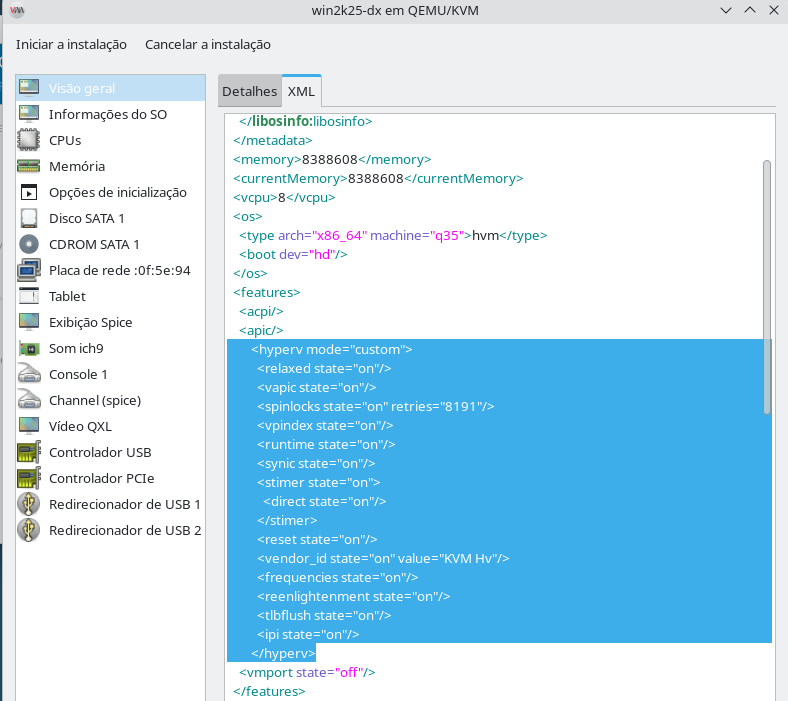 win2k25-dx em QEMU/KVM
Iniciar a instalação
Cancelar a instalação
Visão geral
Informações do SO
CPUs
Memória
Opções de inicialização
Disco SATA 1
CDROM SATA 1
Placa de rede :0f:5e:94
Tablet
Exibição Spice
Som ich9
Console 1
Channel (spice)
Vídeo QXL
Controlador USB
Controlador PCIe
Redirecionador de USB 1
Redirecionador de USB 2
Detalhes
XML
</libosinfo:libosinfo>
</metadata>
<memory>8388608</memory>
<currentMemory>8388608</currentMemory>
<vcpu>8</vcpu>
<os>
<type arch="x86_64" machine="q35">hvm</type>
<boot dev="hd"/>
</os>
<features>
<acpi/>
<apic/>
<hyperv mode="custom">
<relaxed state="on"/>
<vapic state="on"/>
<spinlocks state="on" retries="8191"/>
<vpindex state="on"/>
<runtime state="on"/>
<synic state="on"/>
<stimer state="on">
<direct state="on"/>
</stimer>
<reset state="on"/>
<vendor_id state="on" value="KVM Hv"/>
<frequencies state="on"/>
<reenlightenment state="on"/>
<tlbflush state="on"/>
<ipi state="on"/>
</hyperv>
<vmport state="off"/>
</features>